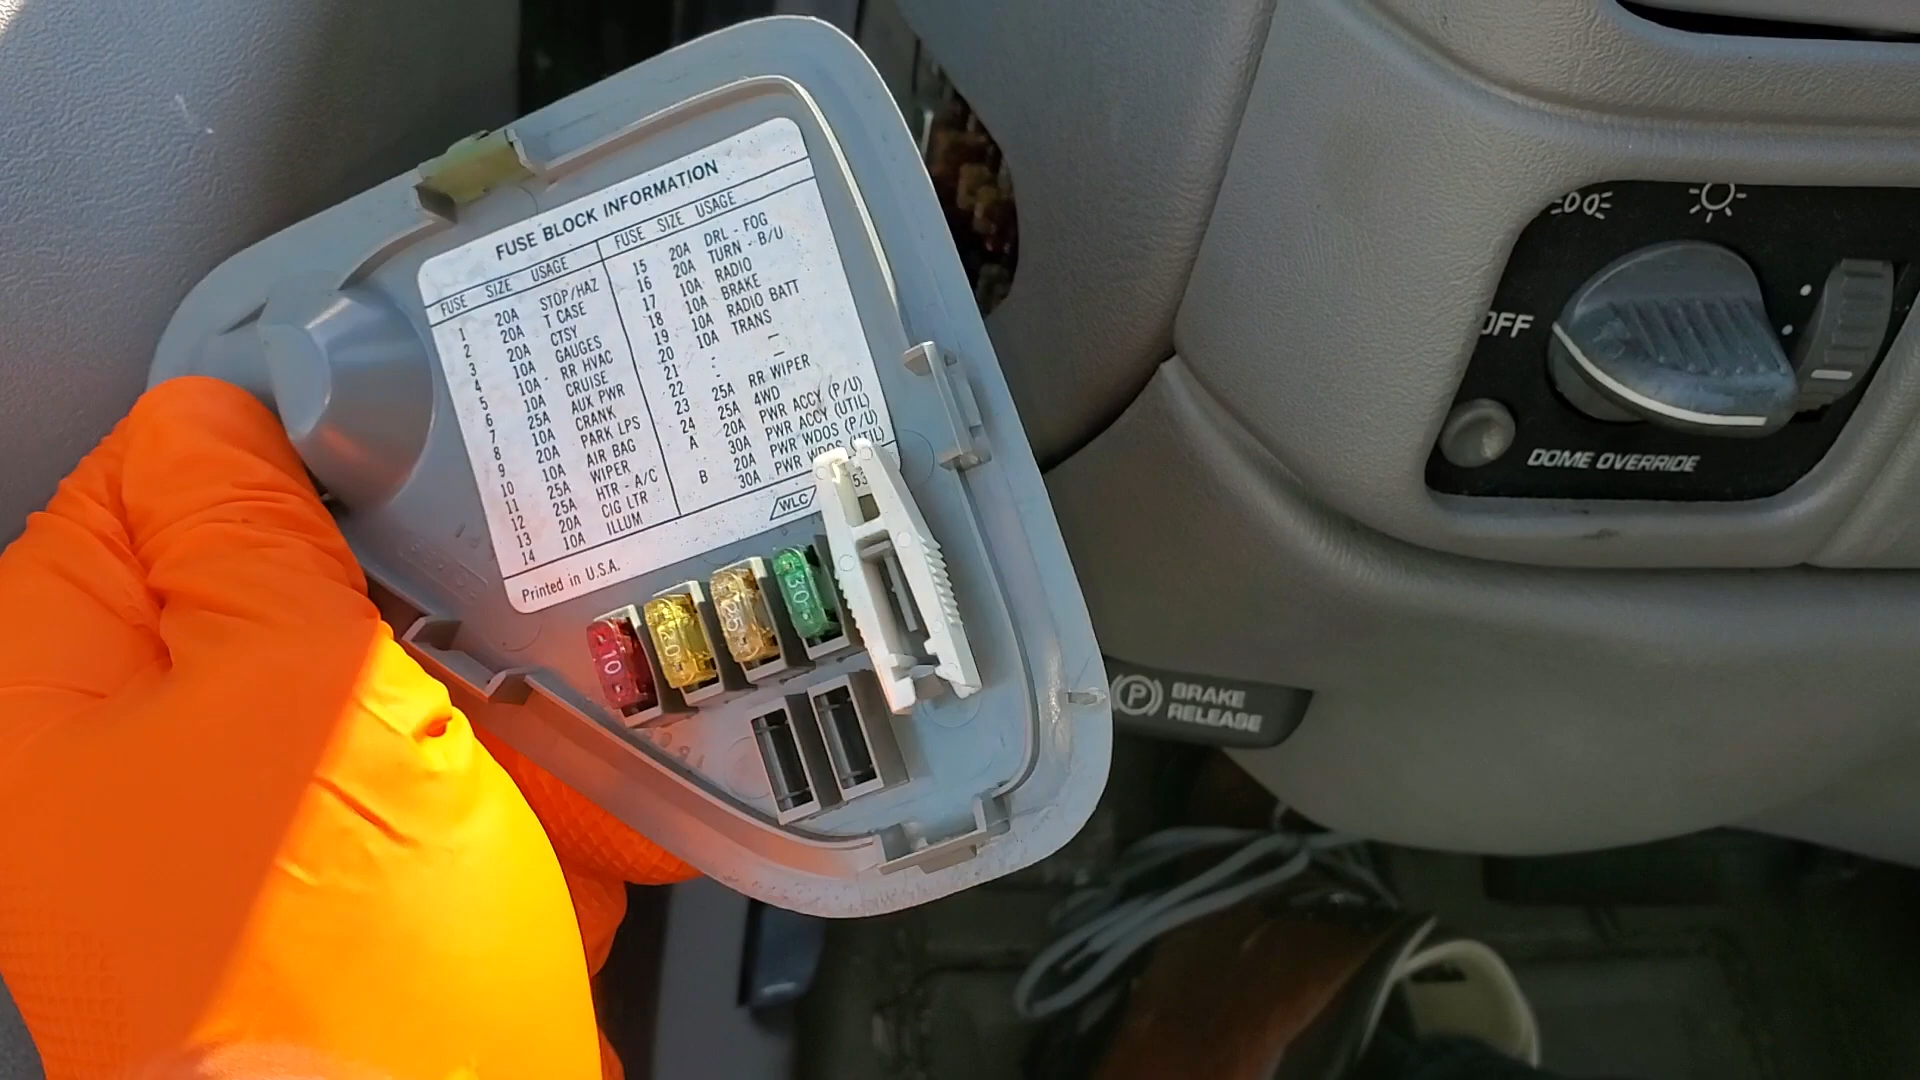 FUSE BLOCK INFORMATION
FUSE SIZE USAGE
1 20A STOP/HAZ
2 20A T CASE
3 20A CTSY
4 10A GAUGES
5 10A- RR HVAC
6 10A CRUISE
7 25A AUX PWR
8 10A CRANK
9 20A PARK LPS
10 10A AIR BAG
11 25A WIPER
12 25A HTR - A/C
13 20A CIG LTR
14 10A ILLUM
FUSE SIZE USAGE
15 20A DRL - FOG
16 20A TURN - B/U
17 10A RADIO
18 10A BRAKE
19 10A RADIO BATT
20 10A TRANS
21 - -
22 - -
23 25A RR WIPER
24 25A 4WD
A 20A PWR ACCY (P/U)
30A PWR ACCY (UTIL)
B 20A PWR WDOS (P/U)
30A PWR WDOS (UTIL)
WLC 53
Printed in U.S.A.
10
20
25
30
OFF
DOME OVERRIDE
P BRAKE
RELEASE